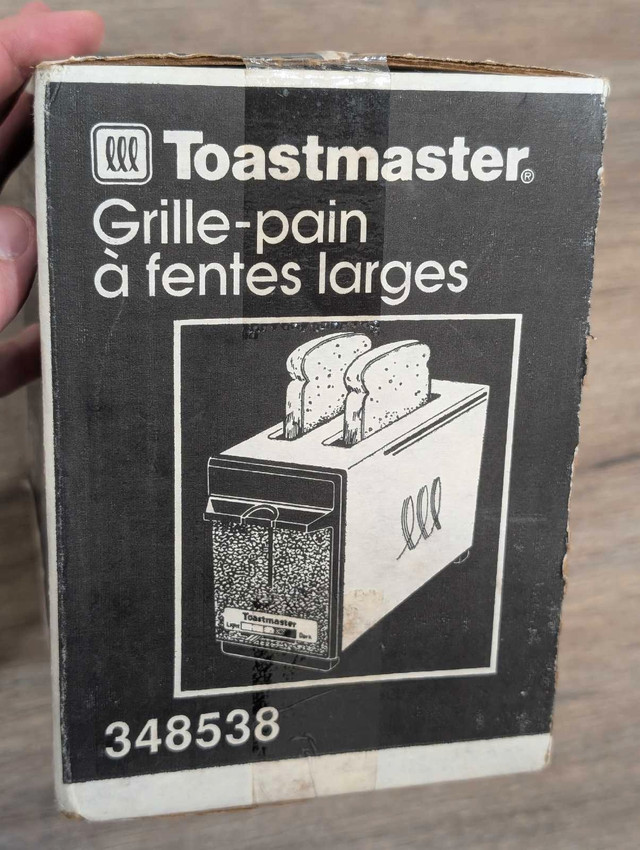 Toastmaster®
Grille-pain
à fentes larges
Toastmaster
Light
Dark
348538